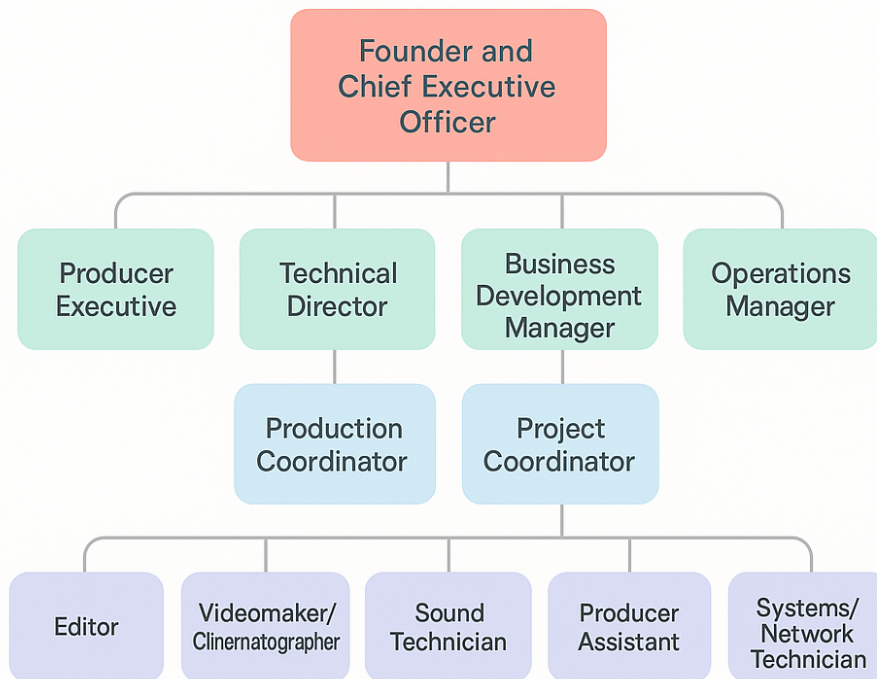 Founder and
Chief Executive
Officer
Producer
Executive
Technical
Director
Business
Development
Manager
Operations
Manager
Production
Coordinator
Project
Coordinator
Editor
Videomaker/
Clinernatographer
Sound
Technician
Producer
Assistant
Systems/
Network
Technician